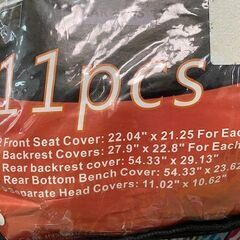 11pcs
2 Front Seat Cover: 22.04" x 21.25 For Each
Backrest Covers: 27.9" x 22.8" For Each
Rear backrest cover: 54.33" x 29.13"
Rear Bottom Bench Cover: 54.33" x 23.62
Separate Head Covers: 11.02" x 10.62"